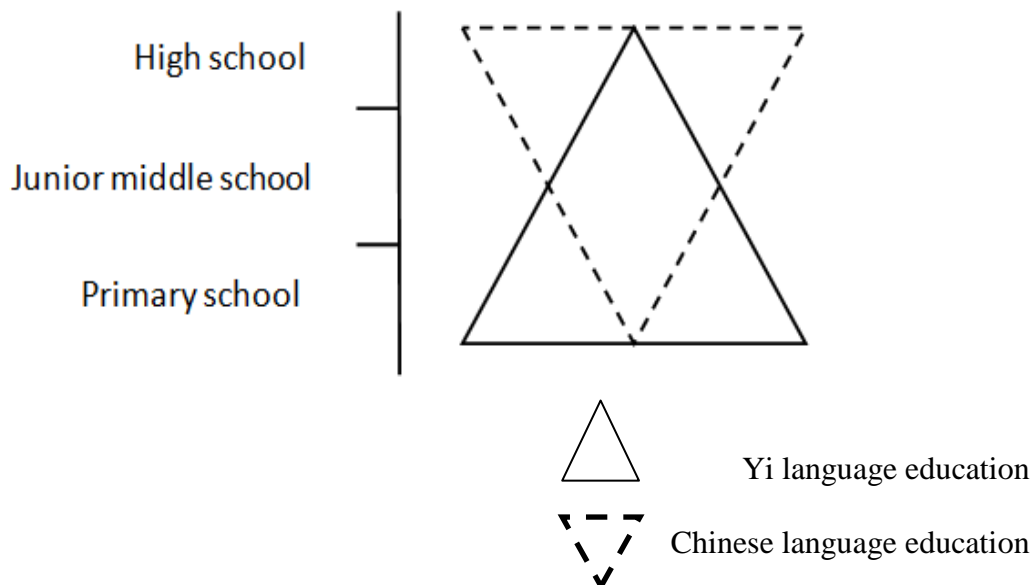 High school
Junior middle school
Primary school
Yi language education
Chinese language education